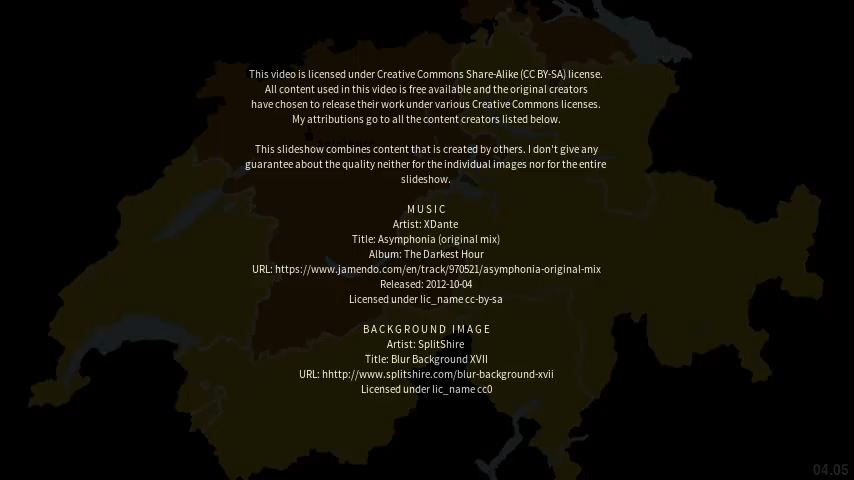 This video is licensed under Creative Commons Share-Alike (CC BY-SA) license.
All content used in this video is free available and the original creators
have chosen to release their work under various Creative Commons licenses.
My attributions go to all the content creators listed below.
This slideshow combines content that is created by others. I don't give any
guarantee about the quality neither for the individual images nor for the entire
slideshow.
MUSIC
Artist: XDante
Title: Asymphonia (original mix)
Album: The Darkest Hour
URL: https://www.jamendo.com/en/track/970521/asymphonia-original-mix
Released: 2012-10-04
Licensed under lic_name cc-by-sa
BACKGROUND IMAGE
Artist: SplitShire
Title: Blur Background XVII
URL: hhttp://www.splitshire.com/blur-background-xvii
Licensed under lic_name cc0
04.05